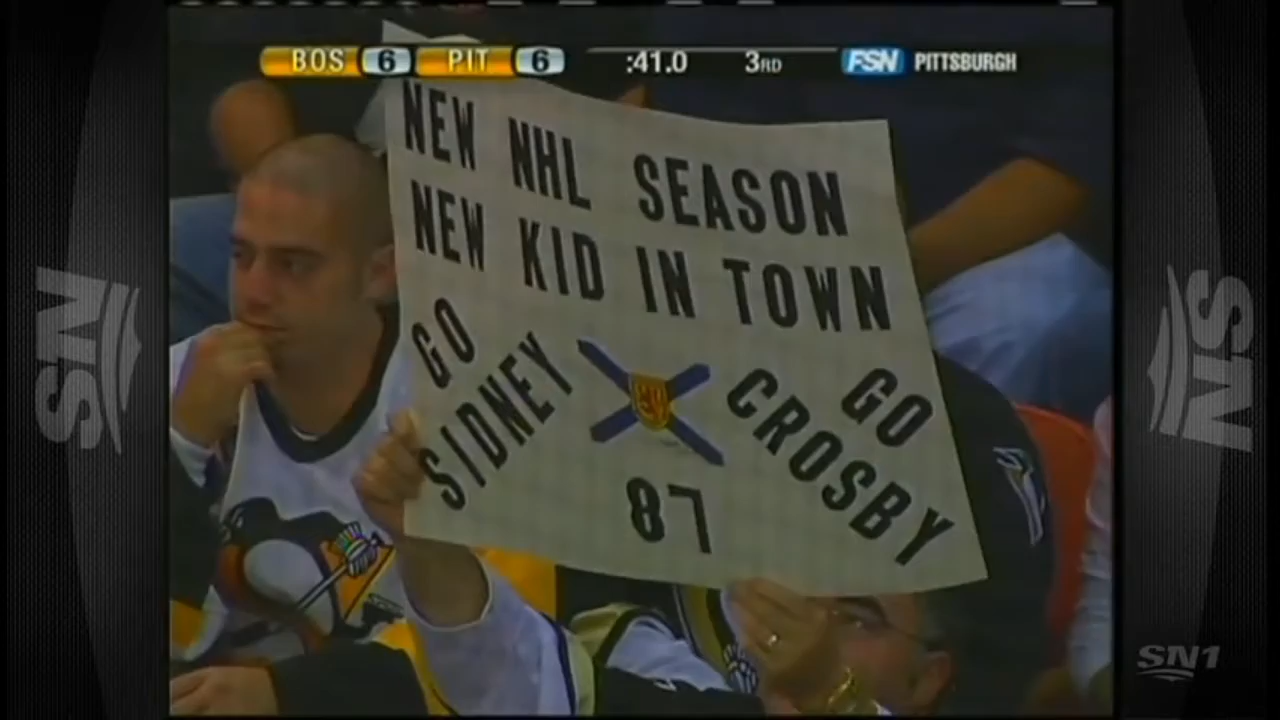 BOS 6 PIT 6 :41.0 3RD FSN PITTSBURGH
NEW NHL SEASON
NEW KID IN TOWN
GO SIDNEY
GO CROSBY
87
SN
SN
SN1